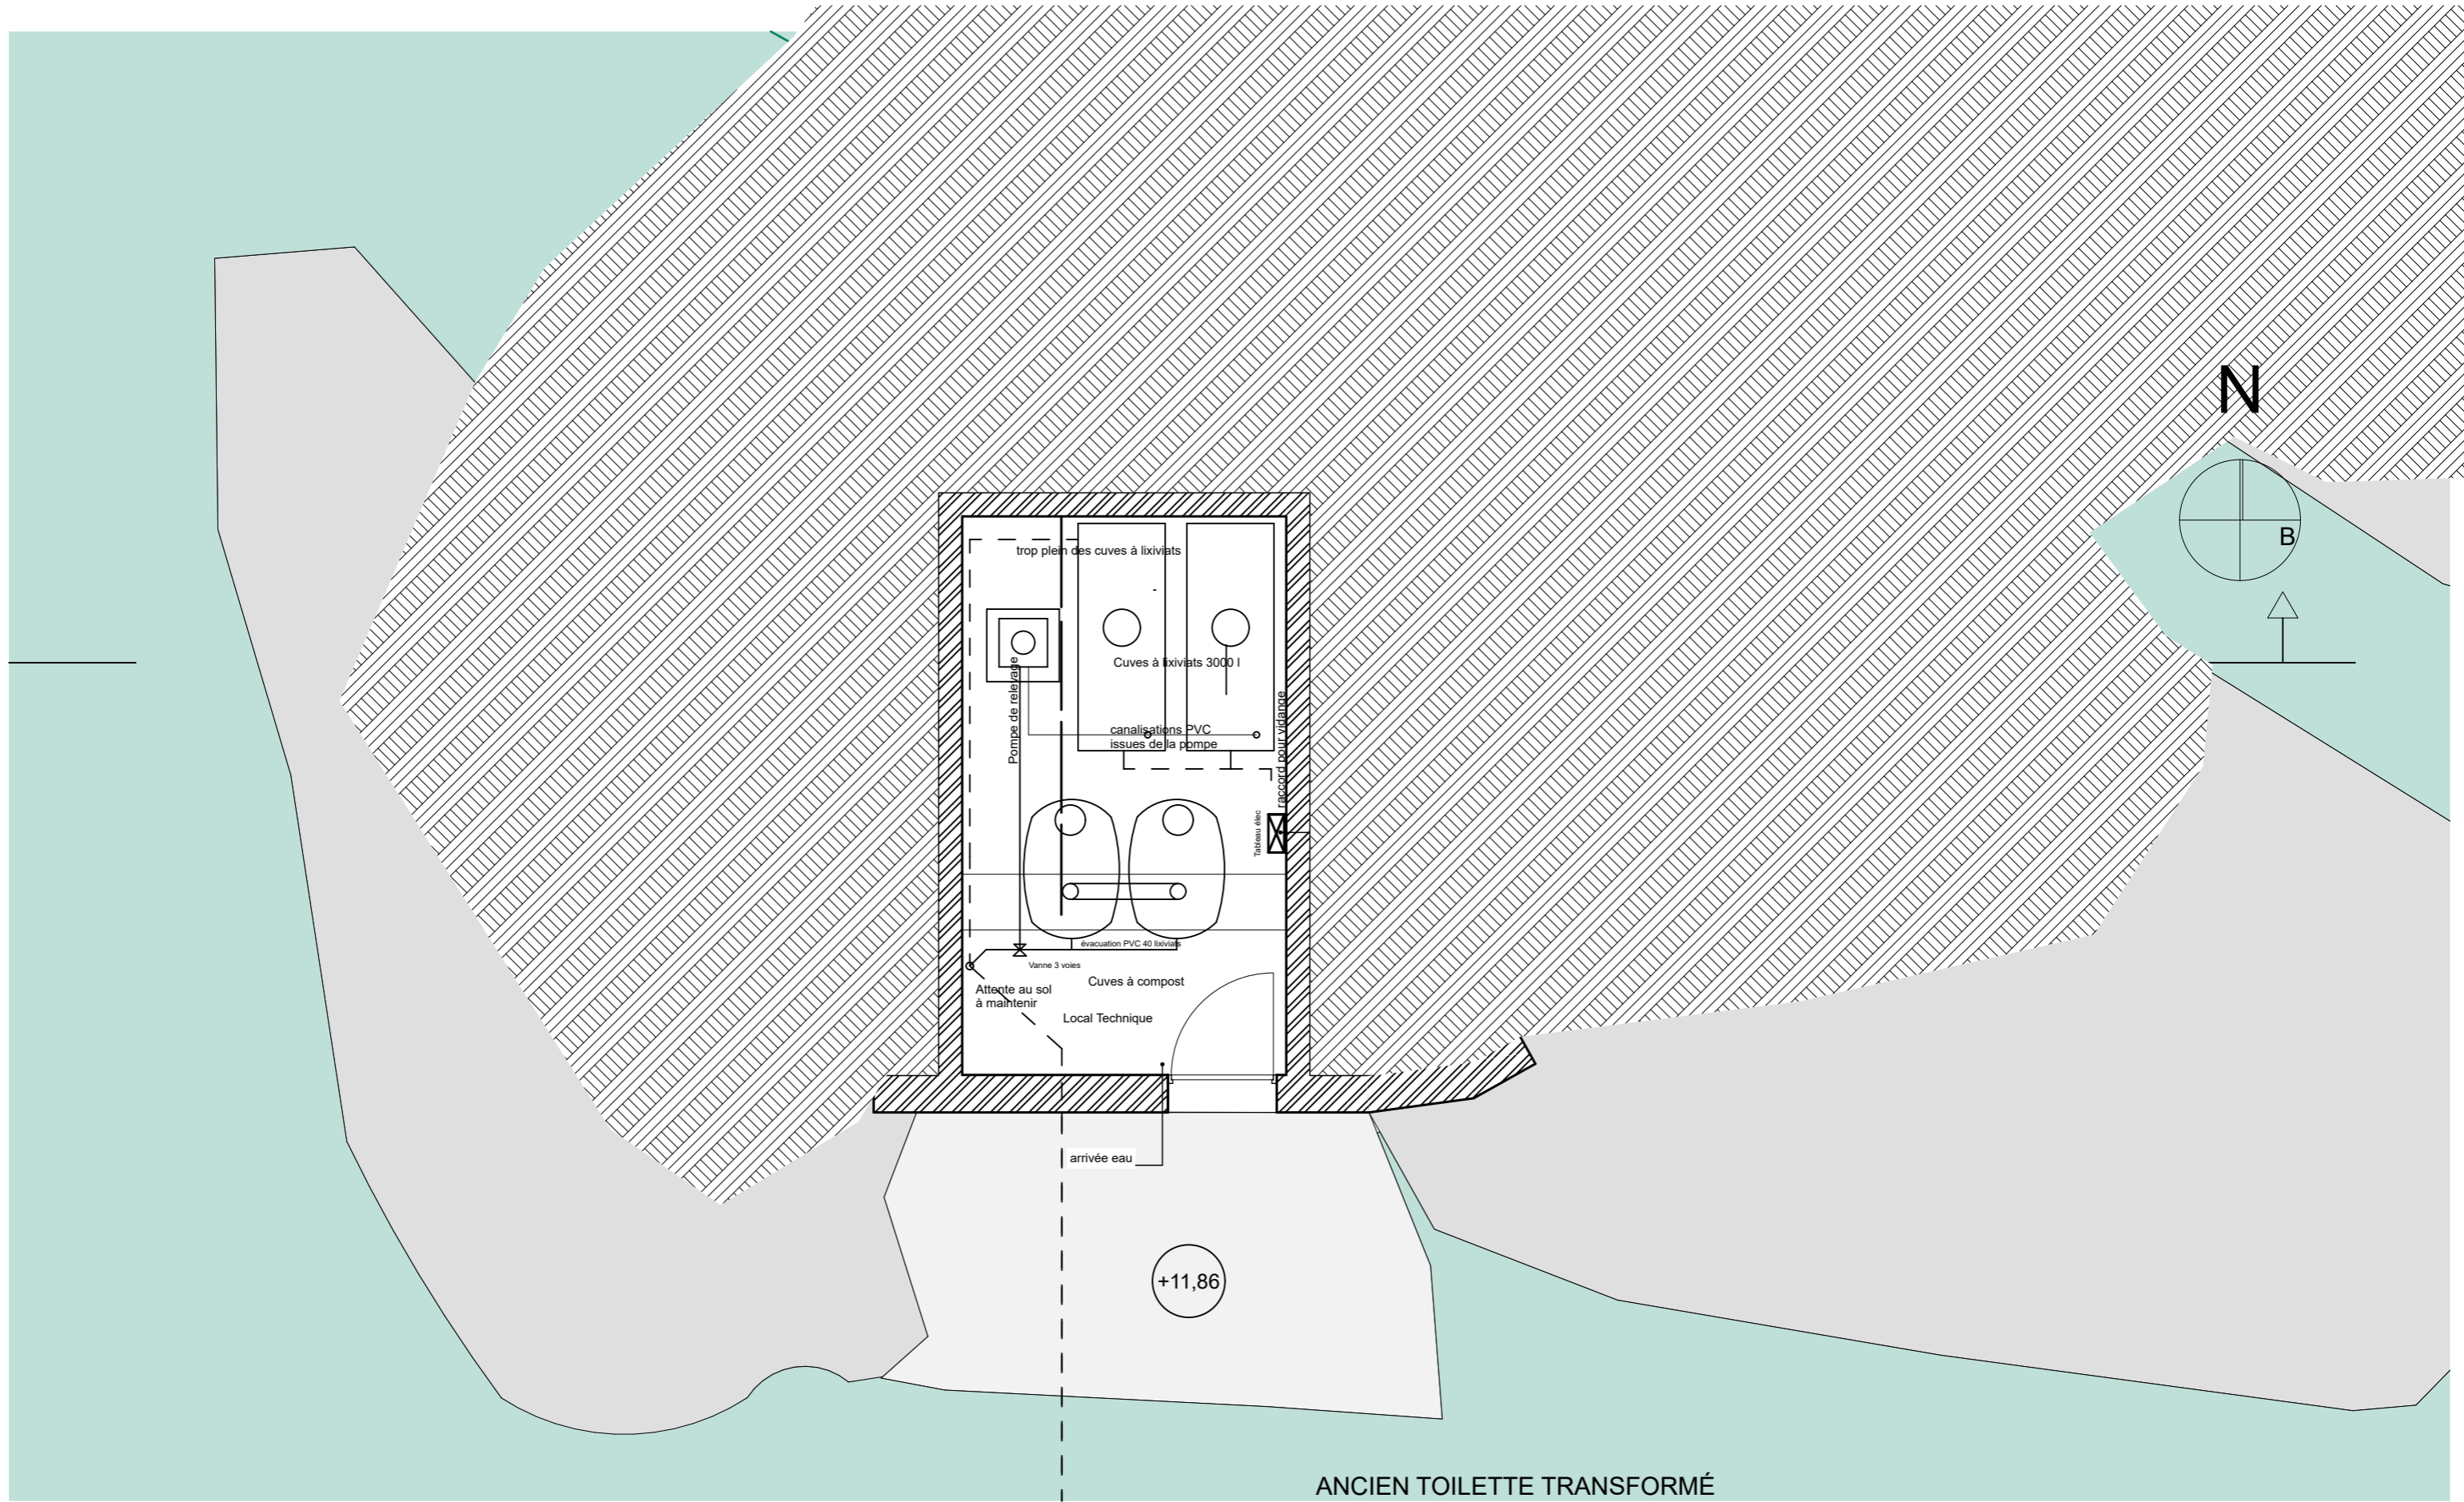 N
B
trop plein des cuves à lixiviats
Cuves à lixiviats 3000 l
Pompe de relevage
canalisations PVC
issues de la pompe
raccord pour vidange
Tableau élec
évacuation PVC 40 lixiviats
Vanne 3 voies
Cuves à compost
Attente au sol
à maintenir
Local Technique
arrivée eau
+11,86
ANCIEN TOILETTE TRANSFORMÉ